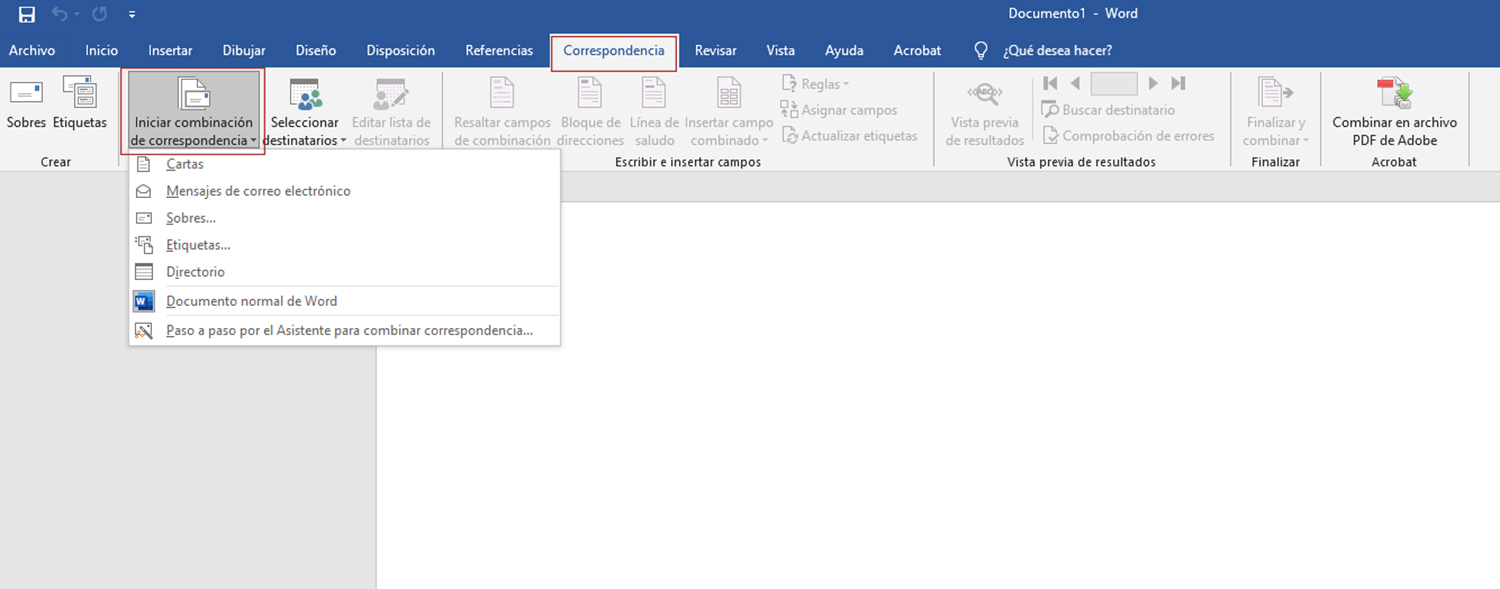 Documento1 - Word
Archivo Inicio Insertar Dibujar Diseño Disposición Referencias Correspondencia Revisar Vista Ayuda Acrobat ¿Qué desea hacer?
Sobres Etiquetas
Crear
Iniciar combinación
de correspondencia
Seleccionar
destinatarios
Editar lista de
destinatarios
Resaltar campos
de combinación
Bloque de
direcciones
Línea de
saludo
Insertar campo
combinado
Reglas
Asignar campos
Actualizar etiquetas
Escribir e insertar campos
ABC
Vista previa
de resultados
Buscar destinatario
Comprobación de errores
Vista previa de resultados
Finalizar y
combinar
Finalizar
Combinar en archivo
PDF de Adobe
Acrobat
Cartas
Mensajes de correo electrónico
Sobres...
Etiquetas...
Directorio
W
Documento normal de Word
Paso a paso por el Asistente para combinar correspondencia...